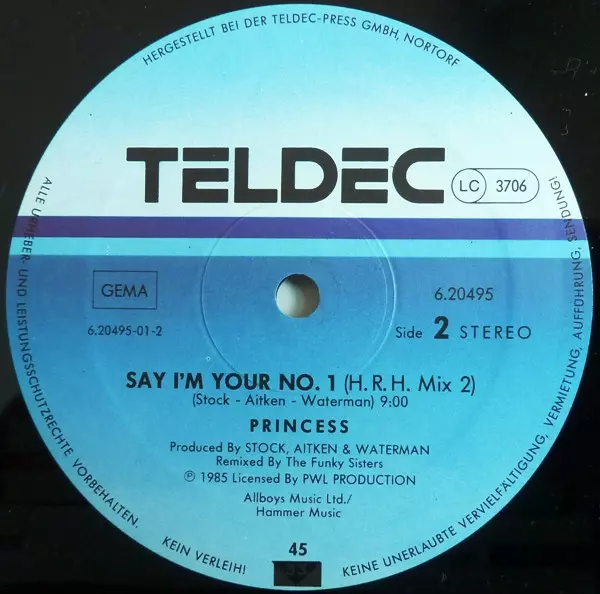 HERGESTELLT BEI DER TELDEC-PRESS GMBH, NORTORF
TELDEC
LC 3706
GEMA
6.20495-01-2
6.20495
Side 2 STEREO
SAY I'M YOUR NO. 1 (H. R. H. Mix 2)
(Stock - Aitken - Waterman) 9:00
PRINCESS
Produced By STOCK, AITKEN & WATERMAN
Remixed By The Funky Sisters
℗ 1985 Licensed By PWL PRODUCTION
Allboys Music Ltd./
Hammer Music
45
33
ALLE URHEBER- UND LEISTUNGSSCHUTZRECHTE VORBEHALTEN.
KEIN VERLEIH!
KEINE UNERLAUBTE VERVIELFÄLTIGUNG, VERMIETUNG, AUFFÜHRUNG, SENDUNG!